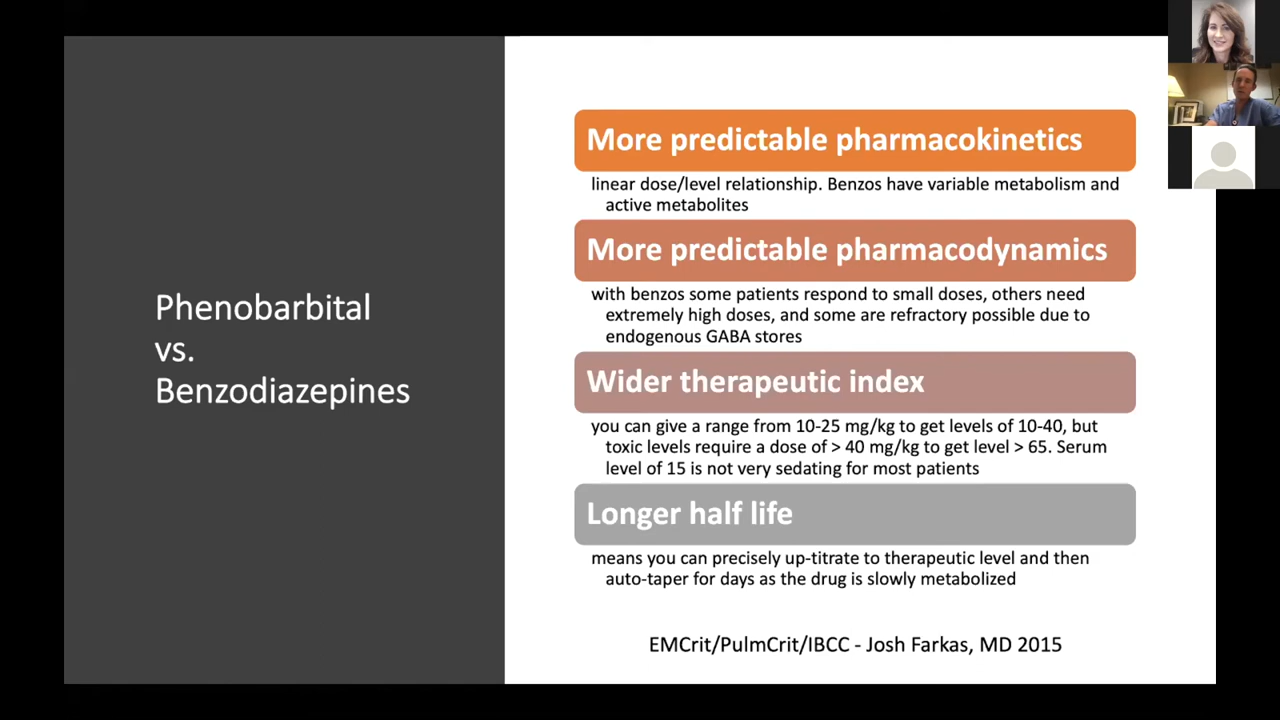 Phenobarbital
vs.
Benzodiazepines
More predictable pharmacokinetics
linear dose/level relationship. Benzos have variable metabolism and
active metabolites
More predictable pharmacodynamics
with benzos some patients respond to small doses, others need
extremely high doses, and some are refractory possible due to
endogenous GABA stores
Wider therapeutic index
you can give a range from 10-25 mg/kg to get levels of 10-40, but
toxic levels require a dose of > 40 mg/kg to get level > 65. Serum
level of 15 is not very sedating for most patients
Longer half life
means you can precisely up-titrate to therapeutic level and then
auto-taper for days as the drug is slowly metabolized
EMCrit/PulmCrit/IBCC - Josh Farkas, MD 2015